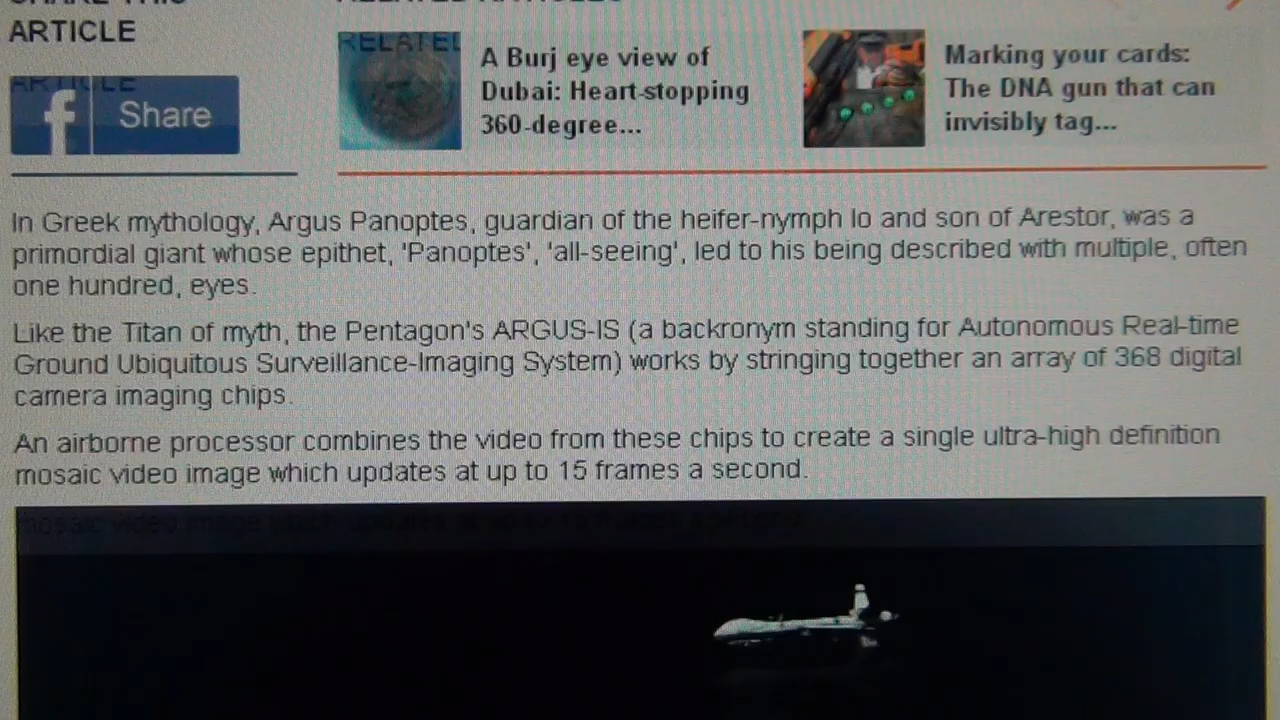 SHARE THIS
ARTICLE
Share
RELATED ARTICLES
A Burj eye view of
Dubai: Heart-stopping
360-degree...
Marking your cards:
The DNA gun that can
invisibly tag...
In Greek mythology, Argus Panoptes, guardian of the heifer-nymph Io and son of Arestor, was a
primordial giant whose epithet, 'Panoptes', 'all-seeing', led to his being described with multiple, often
one hundred, eyes.
Like the Titan of myth, the Pentagon's ARGUS-IS (a backronym standing for Autonomous Real-time
Ground Ubiquitous Surveillance-Imaging System) works by stringing together an array of 368 digital
camera imaging chips.
An airborne processor combines the video from these chips to create a single ultra-high definition
mosaic video image which updates at up to 15 frames a second.